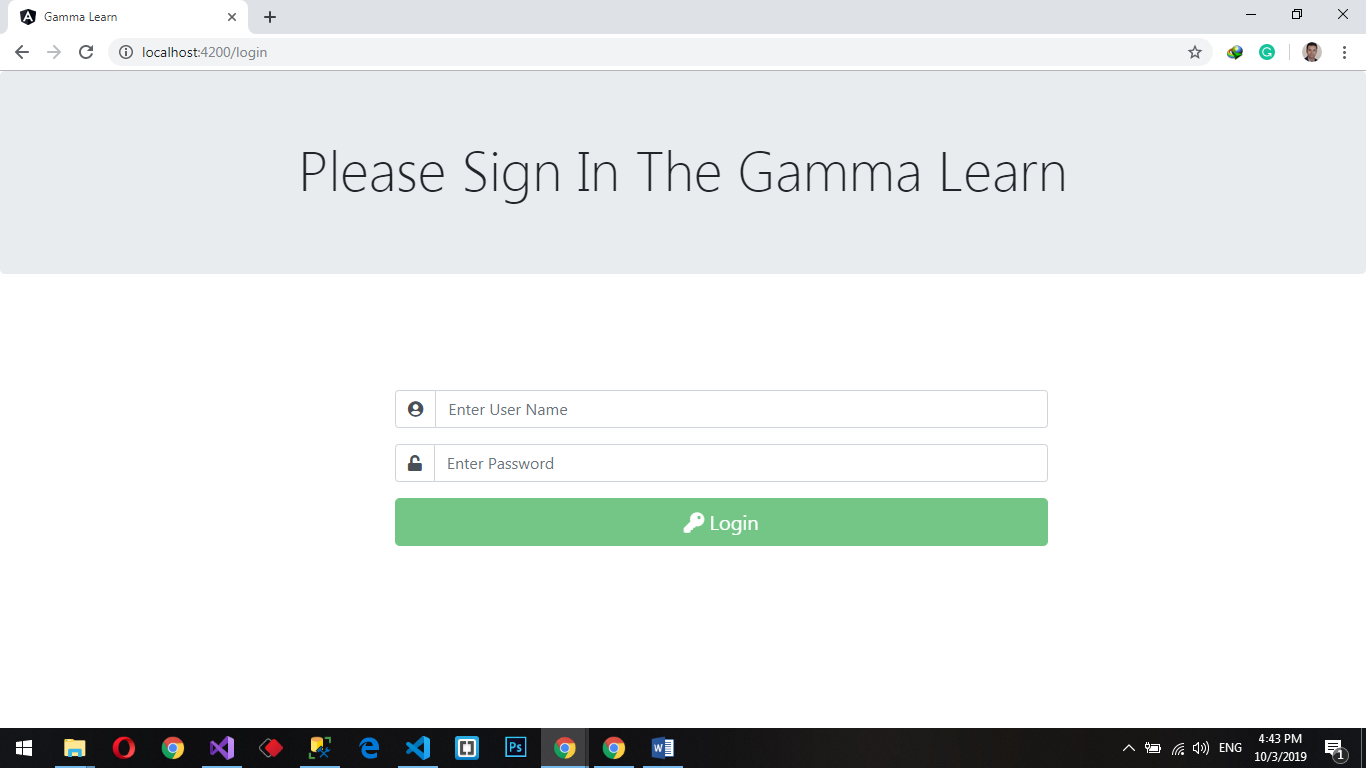 Gamma Learn
localhost:4200/login
Please Sign In The Gamma Learn
Enter User Name
Enter Password
Login
Ps
ENG
4:43 PM
10/3/2019
1